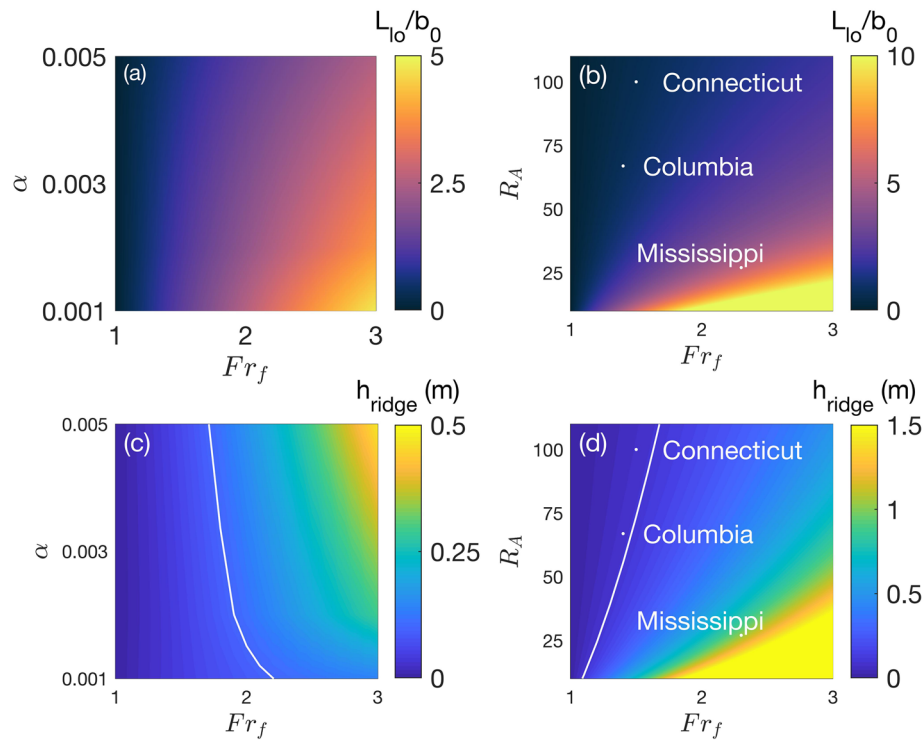 L_lo/b_0 L_lo/b_0
0.005 (a) 5 (b) 10
100 Connecticut
α 0.003 2.5 R_A 75 Columbia 5
50
Mississippi
25
0.001 0 0
1 2 3 1 2 3
Fr_f Fr_f
h_ridge (m) h_ridge (m)
0.005 (c) 0.5 (d) 1.5
100 Connecticut
1
α 0.003 0.25 R_A 75 Columbia
50
0.5
Mississippi
25
0.001 0 0
1 2 3 1 2 3
Fr_f Fr_f